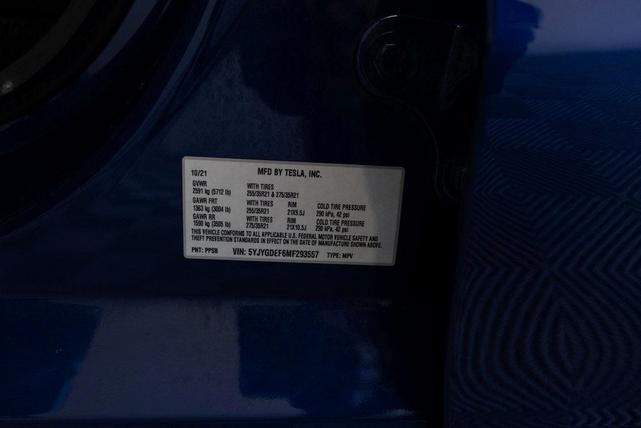 10/21 MFD BY TESLA, INC.
GVWR WITH TIRES
2591 kg (5712 lb) 255/35R21 & 275/35R21
GAWR FRT WITH TIRES RIM COLD TIRE PRESSURE
1363 kg (3004 lb) 255/35R21 21X9.5J 290 kPa, 42 psi
GAWR RR WITH TIRES RIM COLD TIRE PRESSURE
1590 kg (3505 lb) 275/35R21 21X10.5J 290 kPa, 42 psi
THIS VEHICLE CONFORMS TO ALL APPLICABLE U.S. FEDERAL MOTOR VEHICLE SAFETY AND
THEFT PREVENTION STANDARDS IN EFFECT ON THE DATE OF MANUFACTURE SHOWN ABOVE.
PNT: PPSB VIN: 5YJYGDEF6MF293557 TYPE: MPV